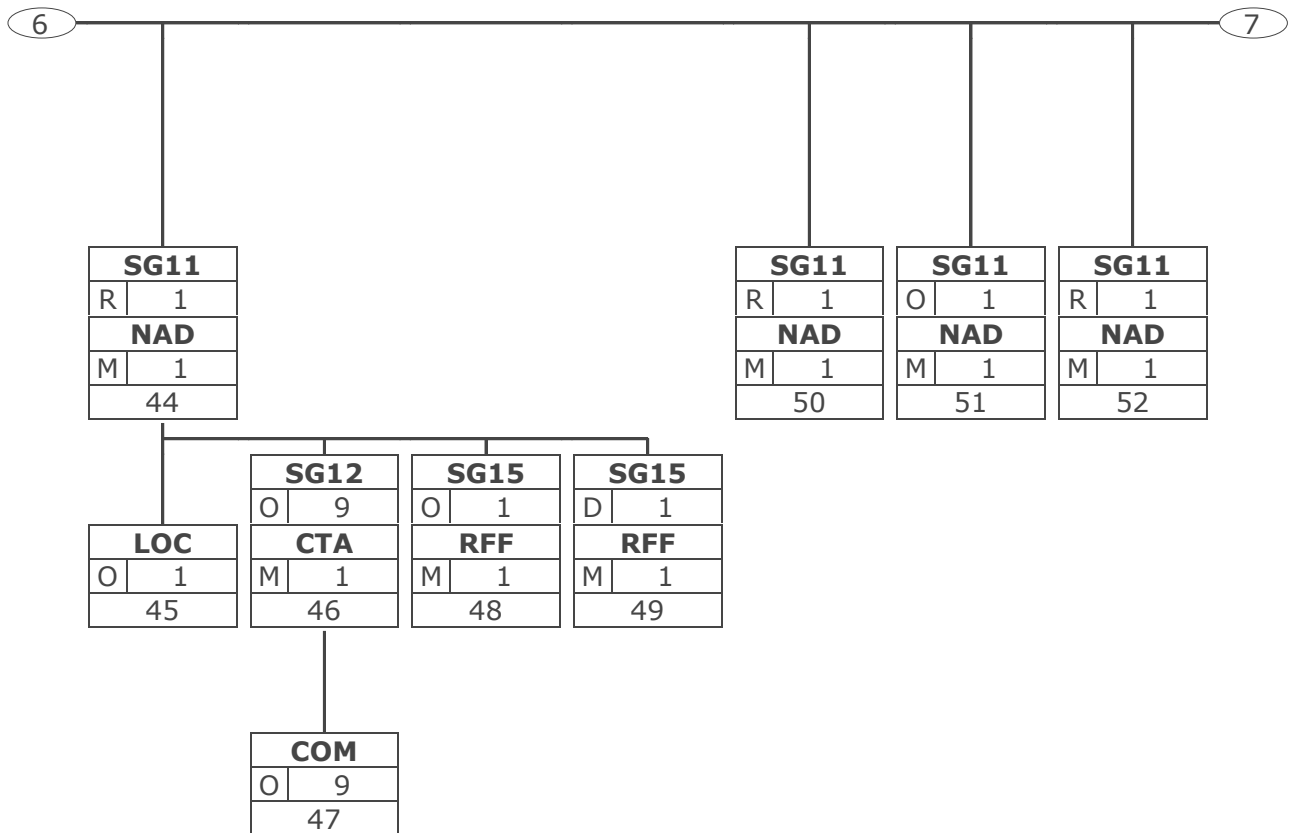 6 7
SG11 SG11 SG11 SG11
R 1 R 1 O 1 R 1
NAD NAD NAD NAD
M 1 M 1 M 1 M 1
44 50 51 52
SG12 SG15 SG15
O 9 O 1 D 1
LOC CTA RFF RFF
O 1 M 1 M 1 M 1
45 46 48 49
COM
O 9
47